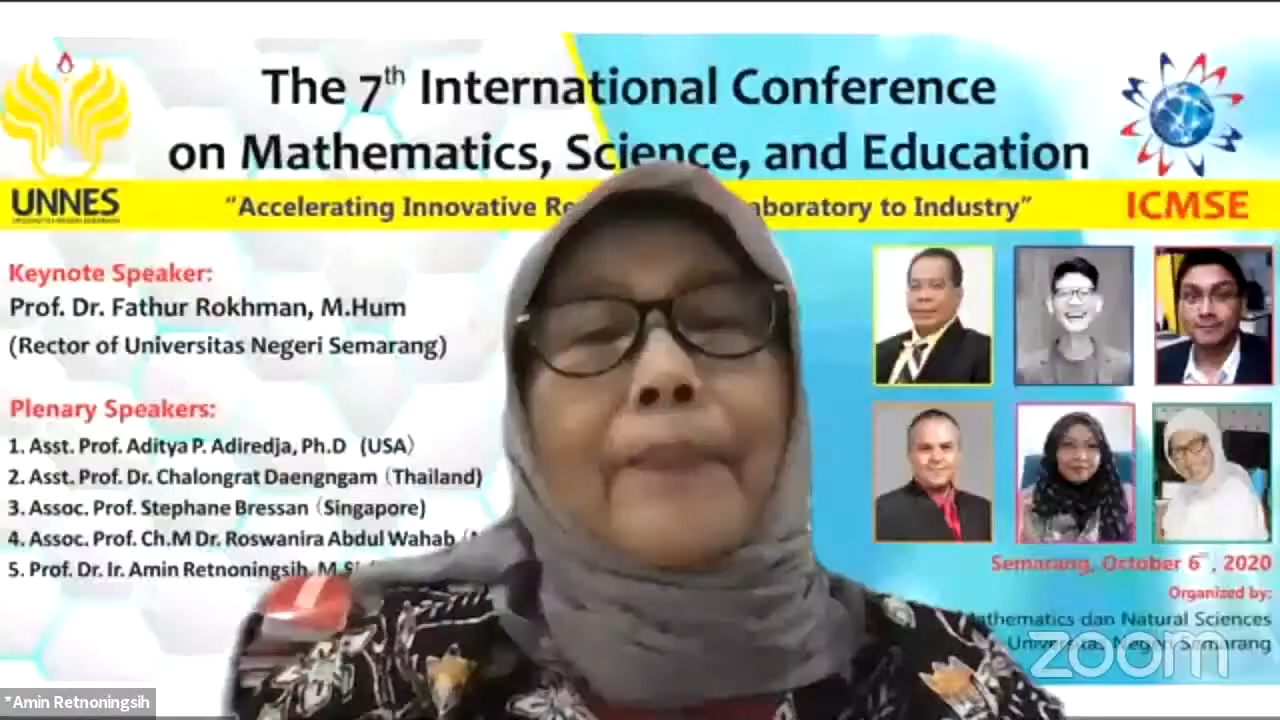 The 7th International Conference
on Mathematics, Science, and Education
UNNES
"Accelerating Innovative Re laboratory to Industry"
ICMSE
Keynote Speaker:
Prof. Dr. Fathur Rokhman, M.Hum
(Rector of Universitas Negeri Semarang)
Plenary Speakers:
1. Asst. Prof. Aditya P. Adiredja, Ph.D (USA)
2. Asst. Prof. Dr. Chalongrat Daengngam (Thailand)
3. Assoc. Prof. Stephane Bressan (Singapore)
4. Assoc. Prof. Ch.M Dr. Roswanira Abdul Wahab
5. Prof. Dr. Ir. Amin Retnoningsih, M.Si
Semarang, October 6th, 2020
Organized by:
Mathematics dan Natural Sciences
Universitas Negeri Semarang
zoom
*Amin Retnoningsih